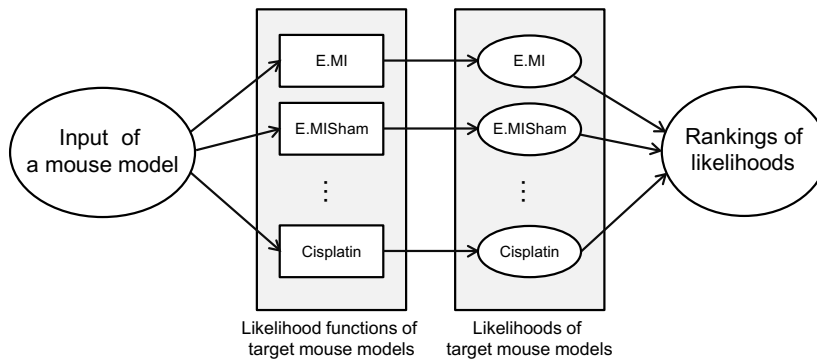 Input of
a mouse model
E.MI
E.MISham
⋮
Cisplatin
Likelihood functions of
target mouse models
E.MI
E.MISham
⋮
Cisplatin
Likelihoods of
target mouse models
Rankings of
likelihoods